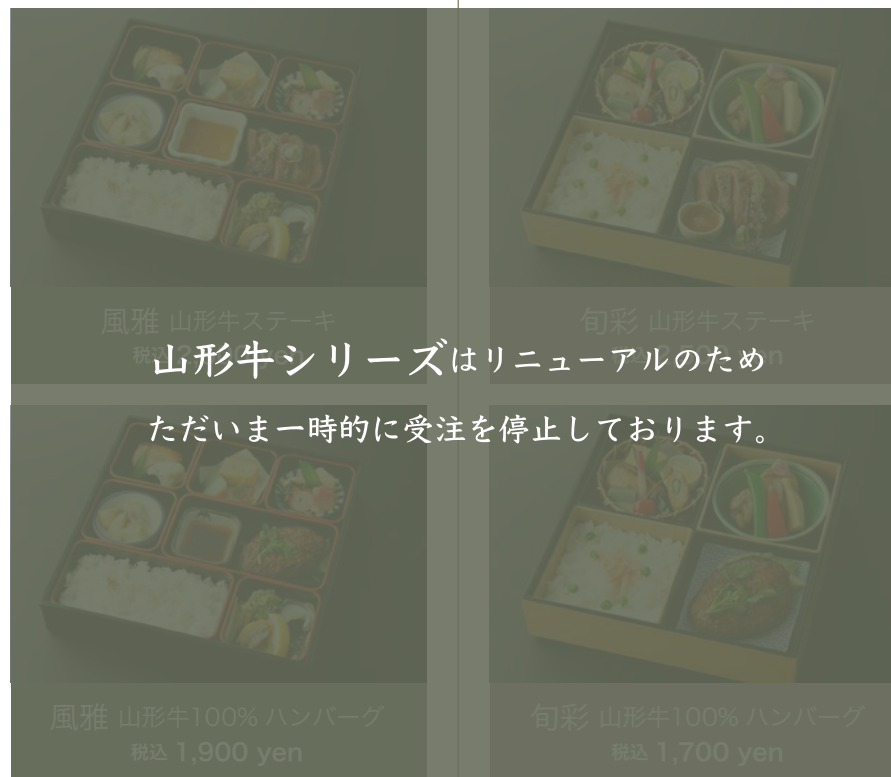 風雅 山形牛ステーキ
旬彩 山形牛ステーキ
税込
yen
山形牛シリーズはリニューアルのため
ただいま一時的に受注を停止しております。
風雅 山形牛100% ハンバーグ
税込 1,900 yen
旬彩 山形牛100% ハンバーグ
税込 1,700 yen